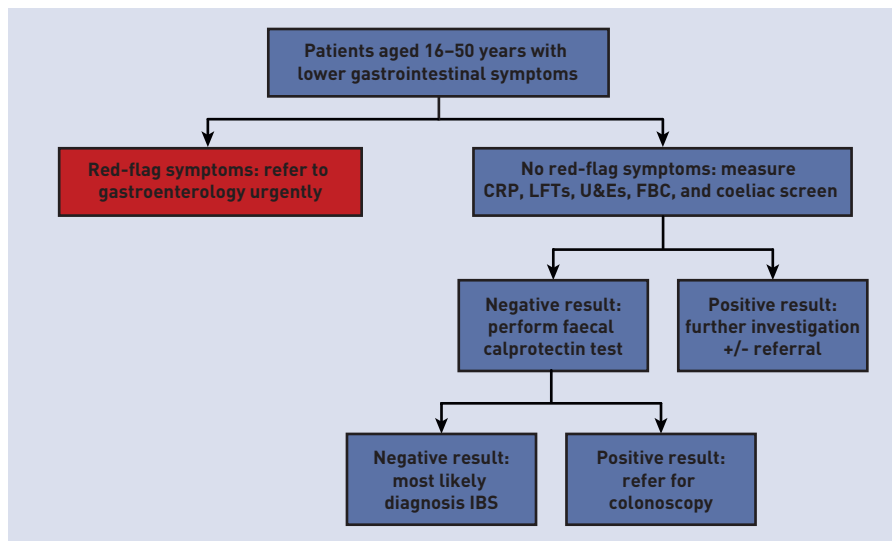 Patients aged 16–50 years with
lower gastrointestinal symptoms
Red-flag symptoms: refer to
gastroenterology urgently
No red-flag symptoms: measure
CRP, LFTs, U&Es, FBC, and coeliac screen
Negative result:
perform faecal
calprotectin test
Positive result:
further investigation
+/- referral
Negative result:
most likely
diagnosis IBS
Positive result:
refer for
colonoscopy